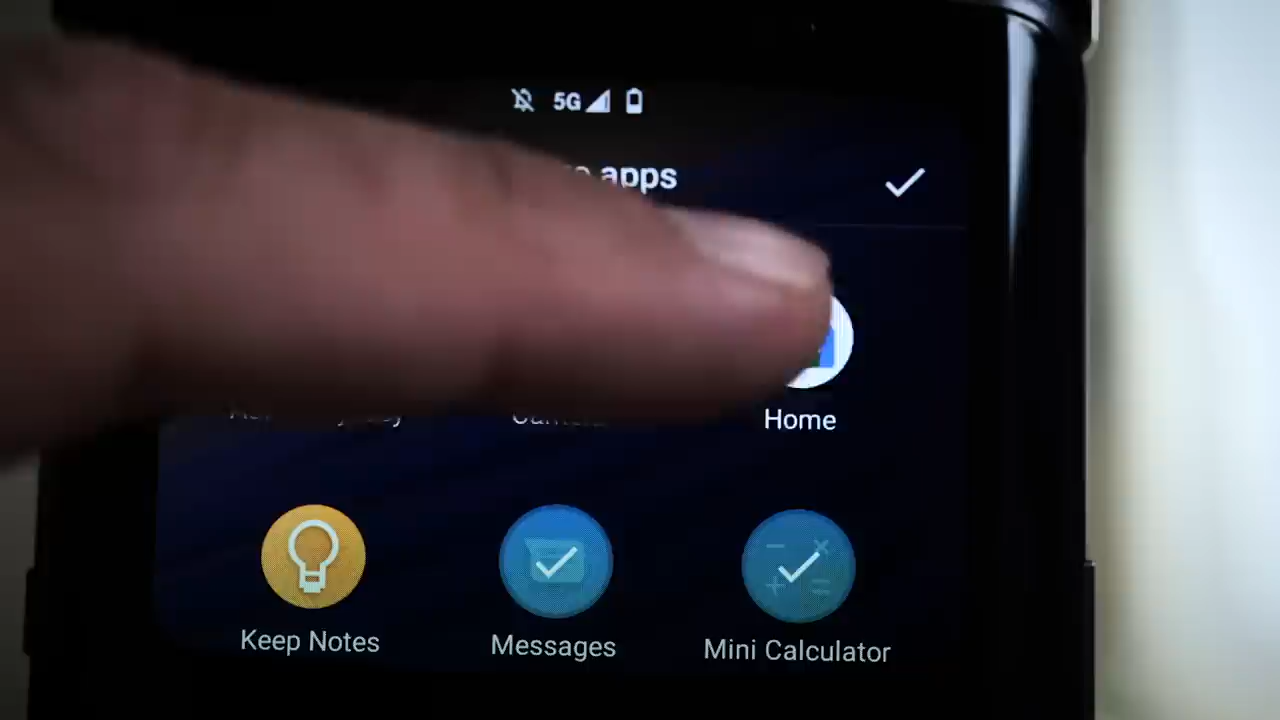 5G
apps
Home
Keep Notes
Messages
Mini Calculator